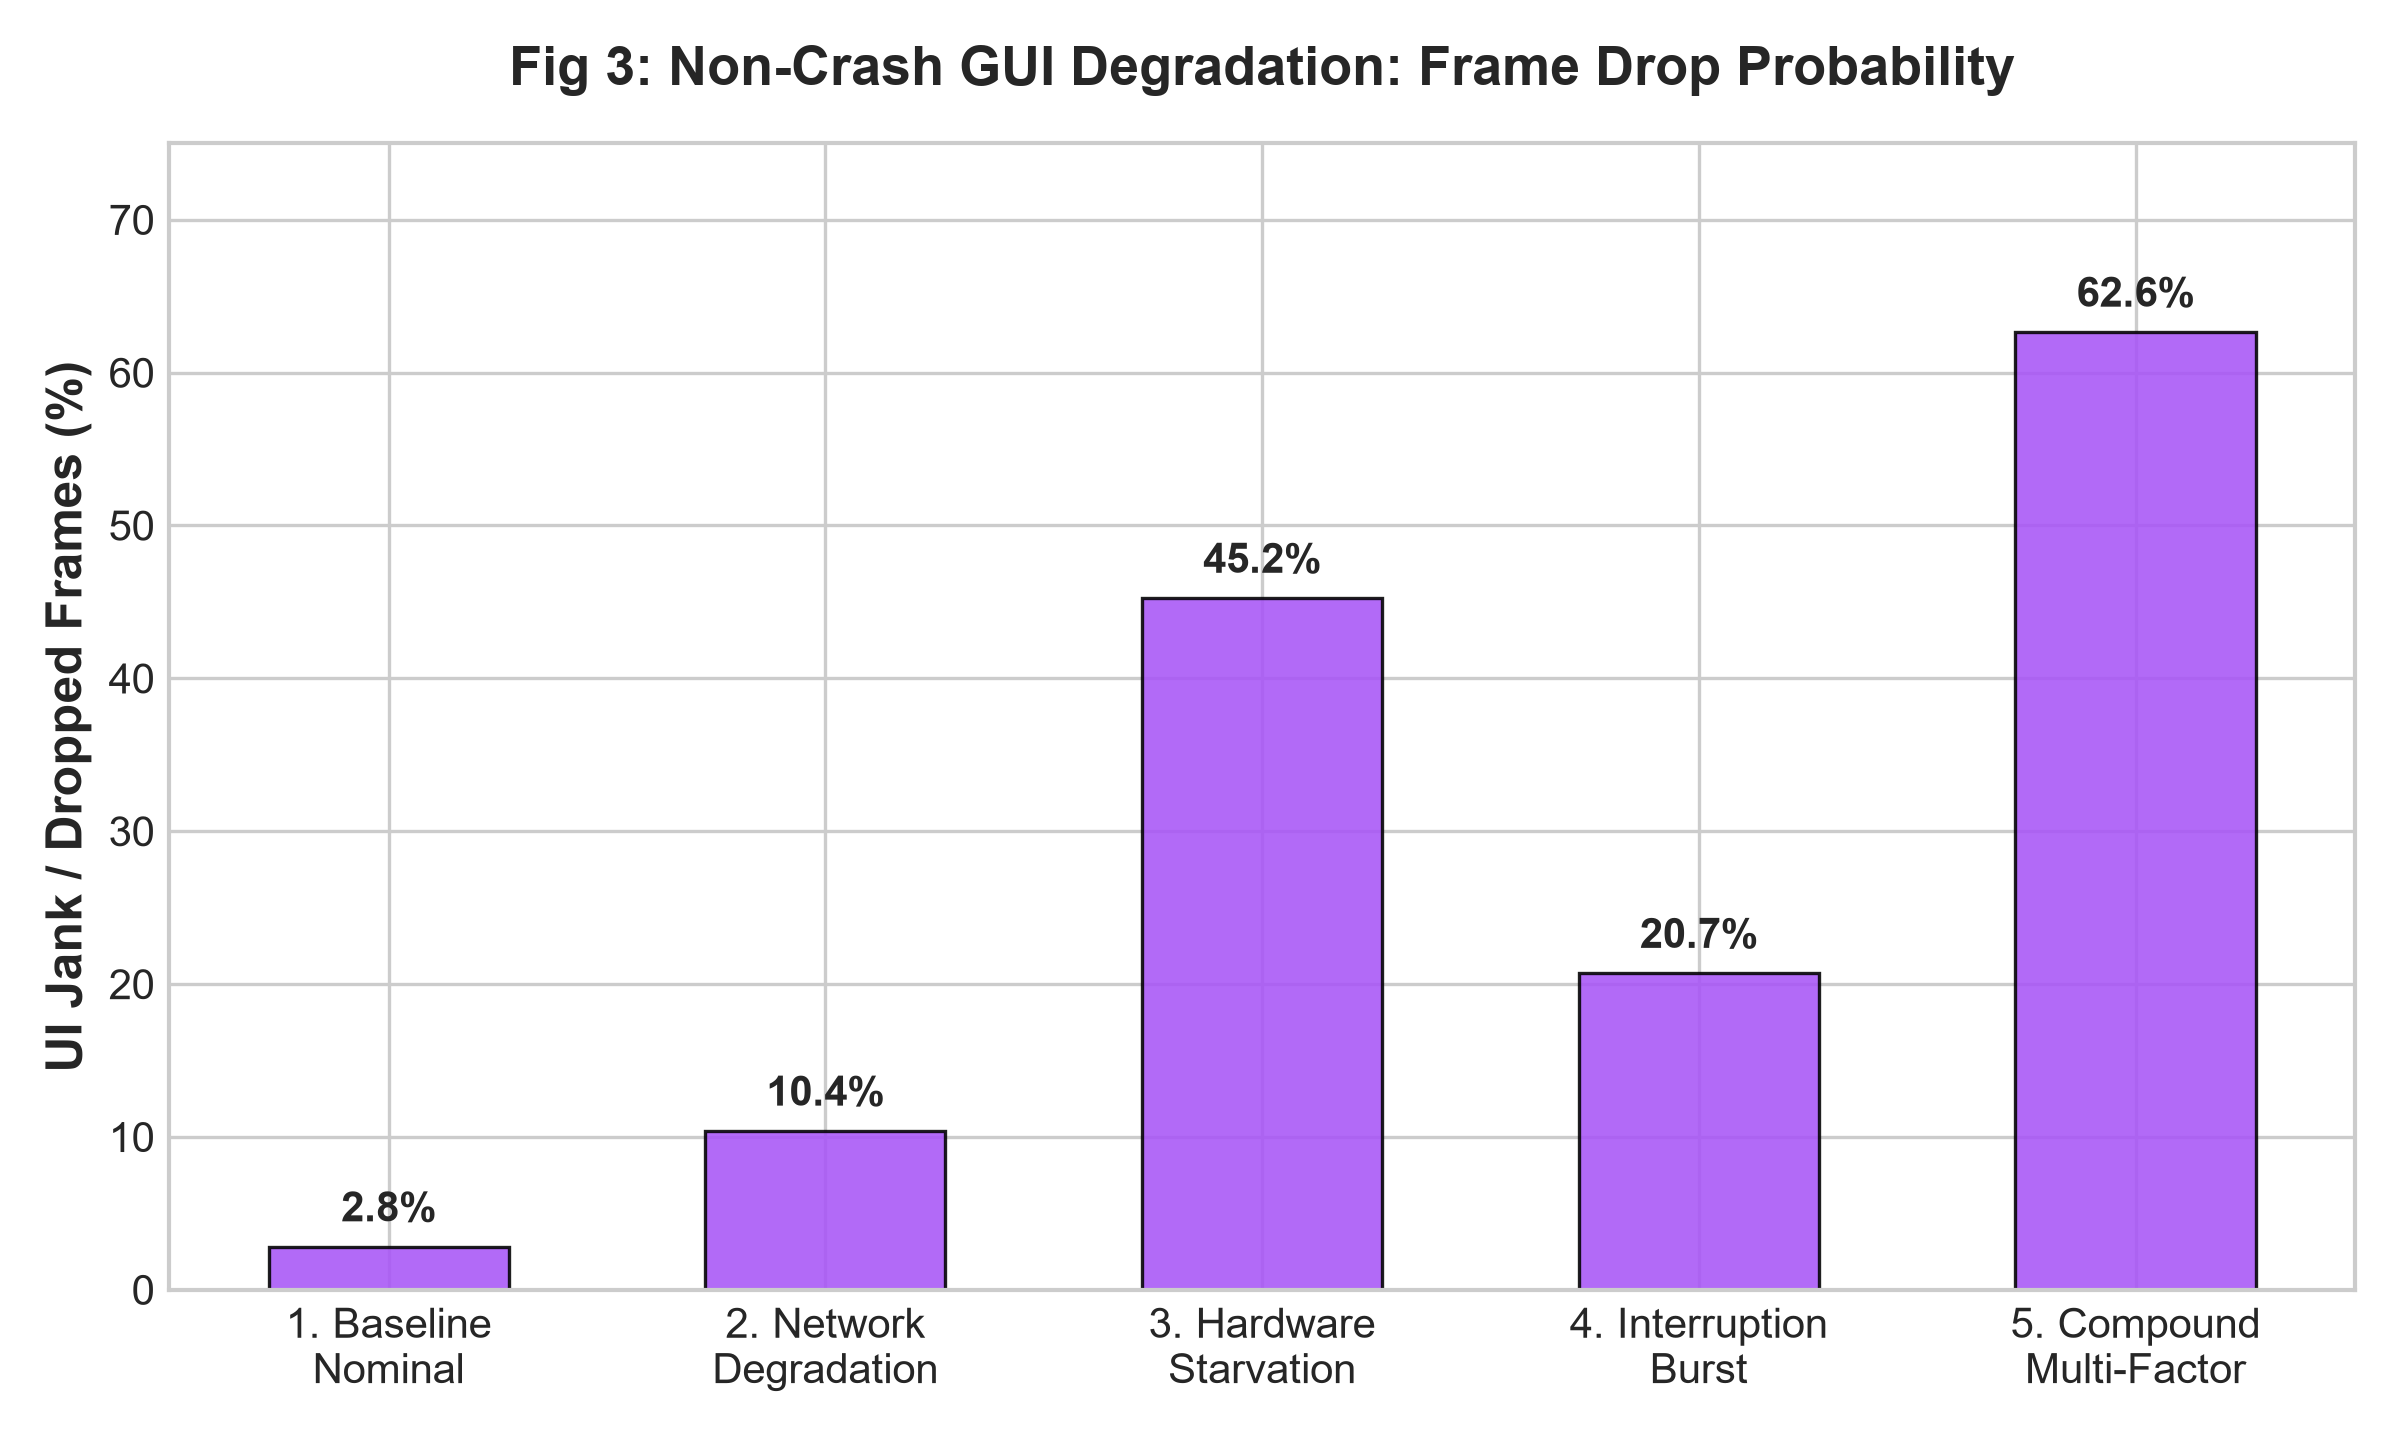 Fig 3: Non-Crash GUI Degradation: Frame Drop Probability
UI Jank / Dropped Frames (%)
70
60
50
40
30
20
10
0
2.8%
10.4%
45.2%
20.7%
62.6%
1. Baseline
Nominal
2. Network
Degradation
3. Hardware
Starvation
4. Interruption
Burst
5. Compound
Multi-Factor